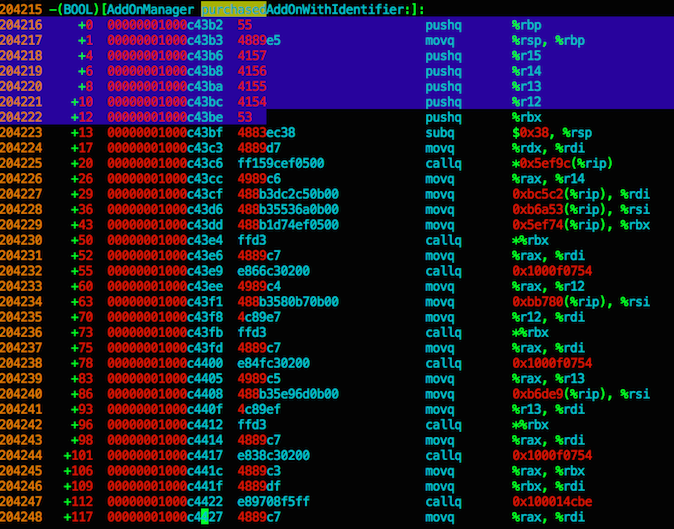 204215 -(BOOL)[AddOnManager purchasedAddOnWithIdentifier:]:
204216 +0 00000001000c43b2 55 pushq %rbp
204217 +1 00000001000c43b3 4889e5 movq %rsp, %rbp
204218 +4 00000001000c43b6 4157 pushq %r15
204219 +6 00000001000c43b8 4156 pushq %r14
204220 +8 00000001000c43ba 4155 pushq %r13
204221 +10 00000001000c43bc 4154 pushq %r12
204222 +12 00000001000c43be 53 pushq %rbx
204223 +13 00000001000c43bf 4883ec38 subq $0x38, %rsp
204224 +17 00000001000c43c3 4889d7 movq %rdx, %rdi
204225 +20 00000001000c43c6 ff159cef0500 callq *0x5ef9c(%rip)
204226 +26 00000001000c43cc 4989c6 movq %rax, %r14
204227 +29 00000001000c43cf 488b3dc2c50b00 movq 0xbc5c2(%rip), %rdi
204228 +36 00000001000c43d6 488b35536a0b00 movq 0xb6a53(%rip), %rsi
204229 +43 00000001000c43dd 488b1d74ef0500 movq 0x5ef74(%rip), %rbx
204230 +50 00000001000c43e4 ffd3 callq *%rbx
204231 +52 00000001000c43e6 4889c7 movq %rax, %rdi
204232 +55 00000001000c43e9 e866c30200 callq 0x1000f0754
204233 +60 00000001000c43ee 4989c4 movq %rax, %r12
204234 +63 00000001000c43f1 488b3580b70b00 movq 0xbb780(%rip), %rsi
204235 +70 00000001000c43f8 4c89e7 movq %r12, %rdi
204236 +73 00000001000c43fb ffd3 callq *%rbx
204237 +75 00000001000c43fd 4889c7 movq %rax, %rdi
204238 +78 00000001000c4400 e84fc30200 callq 0x1000f0754
204239 +83 00000001000c4405 4989c5 movq %rax, %r13
204240 +86 00000001000c4408 488b35e96d0b00 movq 0xb6de9(%rip), %rsi
204241 +93 00000001000c440f 4c89ef movq %r13, %rdi
204242 +96 00000001000c4412 ffd3 callq *%rbx
204243 +98 00000001000c4414 4889c7 movq %rax, %rdi
204244 +101 00000001000c4417 e838c30200 callq 0x1000f0754
204245 +106 00000001000c441c 4889c3 movq %rax, %rbx
204246 +109 00000001000c441f 4889df movq %rbx, %rdi
204247 +112 00000001000c4422 e89708f5ff callq 0x100014cbe
204248 +117 00000001000c4427 4889c7 movq %rax, %rdi